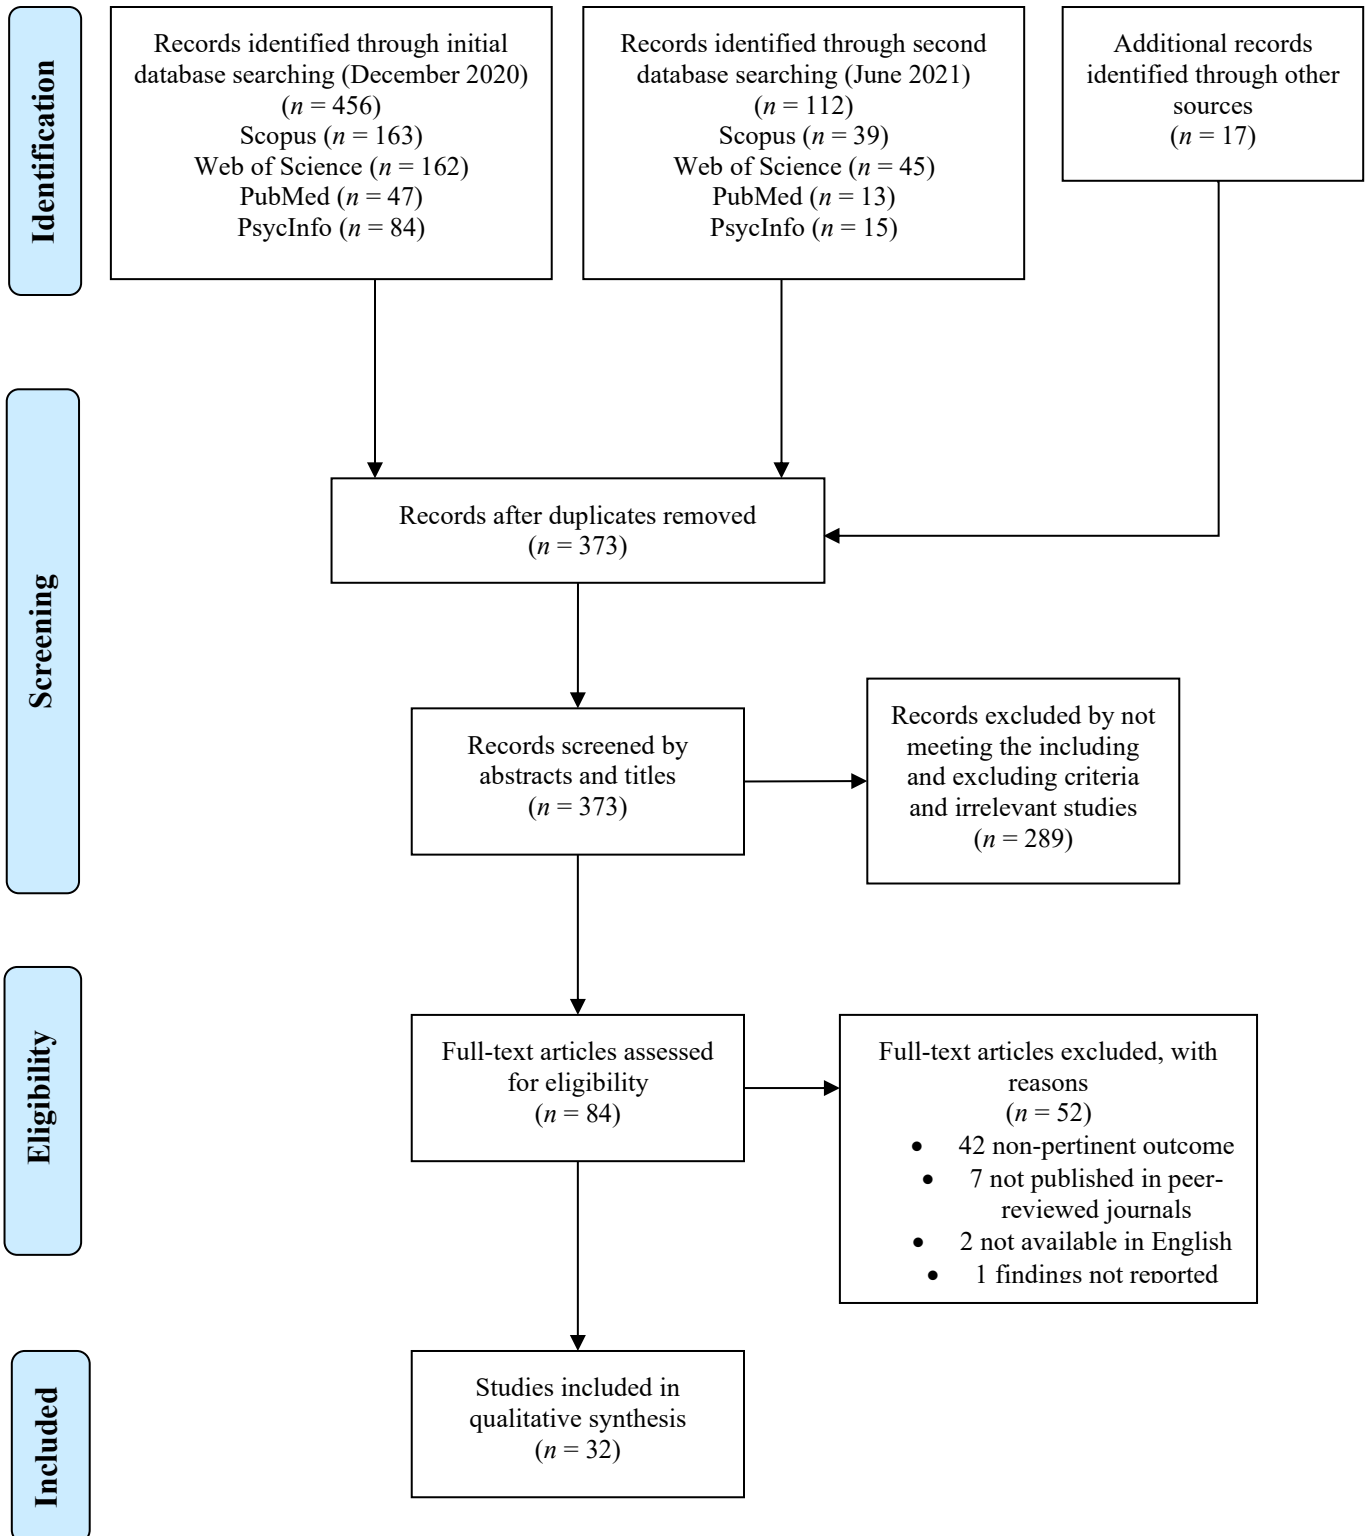 Identification
Records identified through initial
database searching (December 2020)
(n = 456)
Scopus (n = 163)
Web of Science (n = 162)
PubMed (n = 47)
PsycInfo (n = 84)
Records identified through second
database searching (June 2021)
(n = 112)
Scopus (n = 39)
Web of Science (n = 45)
PubMed (n = 13)
PsycInfo (n = 15)
Additional records
identified through other
sources
(n = 17)
Screening
Records after duplicates removed
(n = 373)
Records screened by
abstracts and titles
(n = 373)
Records excluded by not
meeting the including
and excluding criteria
and irrelevant studies
(n = 289)
Eligibility
Full-text articles assessed
for eligibility
(n = 84)
Full-text articles excluded, with
reasons
(n = 52)
• 42 non-pertinent outcome
• 7 not published in peer-
reviewed journals
• 2 not available in English
• 1 findings not reported
Included
Studies included in
qualitative synthesis
(n = 32)